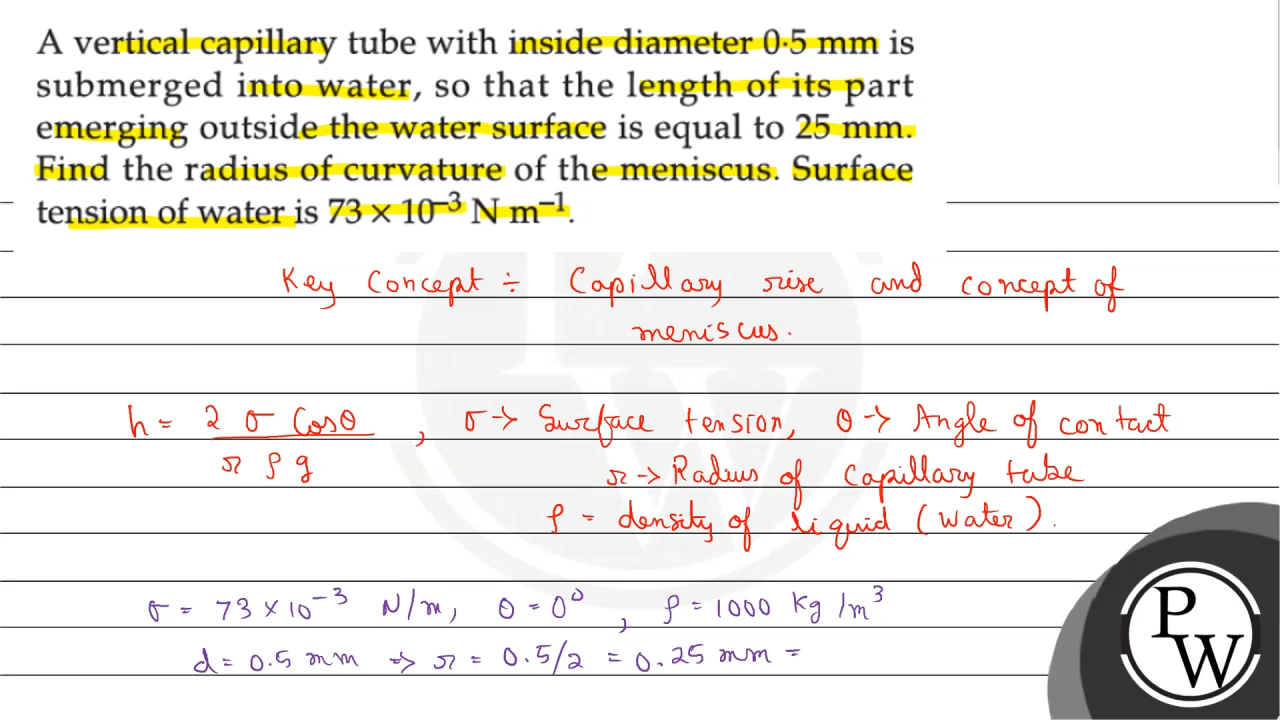 A vertical capillary tube with inside diameter 0·5 mm is
submerged into water, so that the length of its part
emerging outside the water surface is equal to 25 mm.
Find the radius of curvature of the meniscus. Surface
tension of water is 73 × 10⁻³ N m⁻¹.
Key Concept ÷ Capillary rise and concept of
meniscus.
h = 2 σ Cosθ / r ρ g , σ → Surface tension, θ → Angle of contact
r → Radius of capillary tube
ρ = density of liquid (water).
σ = 73 × 10⁻³ N/m, θ = 0°, ρ = 1000 Kg/m³
d = 0.5 mm ⇒ r = 0.5/2 = 0.25 mm =
P
W